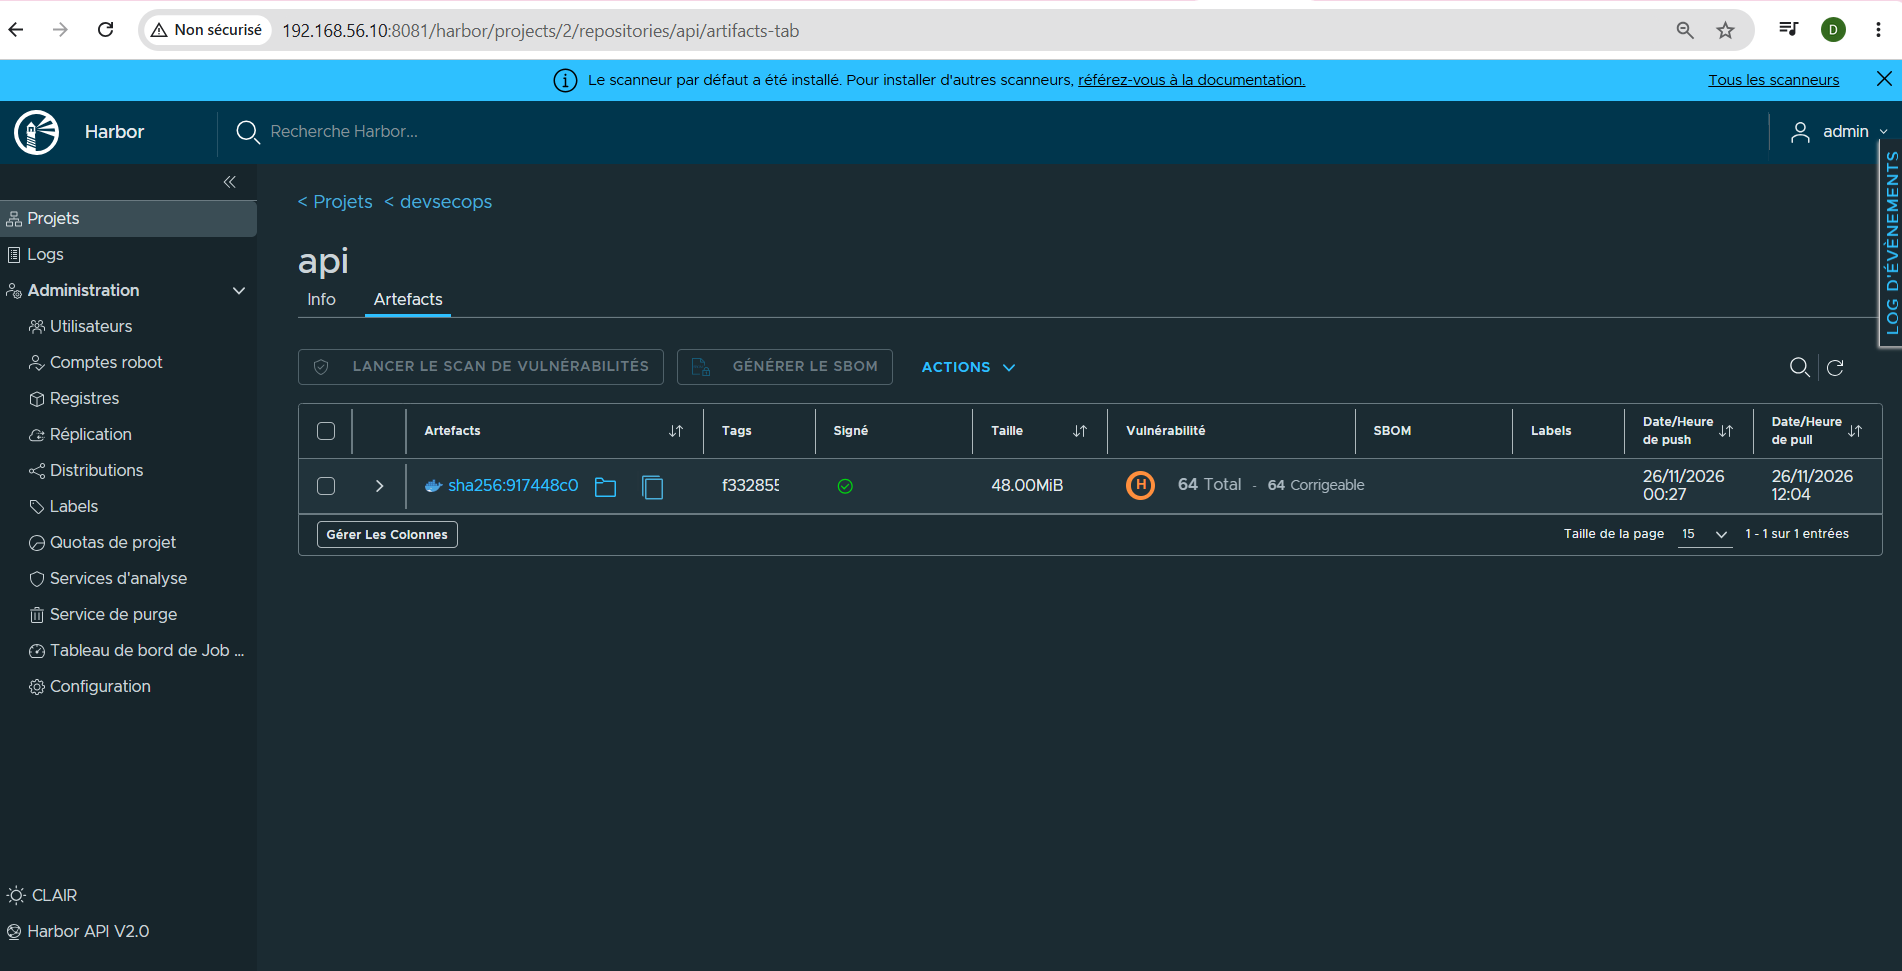 Non sécurisé
192.168.56.10:8081/harbor/projects/2/repositories/api/artifacts-tab
D
Le scanneur par défaut a été installé. Pour installer d'autres scanneurs, référez-vous à la documentation.
Tous les scanneurs
Harbor
Recherche Harbor...
admin
LOG D'ÉVÈNEMENTS
Projets
Logs
Administration
Utilisateurs
Comptes robot
Registres
Réplication
Distributions
Labels
Quotas de projet
Services d'analyse
Service de purge
Tableau de bord de Job ...
Configuration
CLAIR
Harbor API V2.0
< Projets < devsecops
api
Info
Artefacts
LANCER LE SCAN DE VULNÉRABILITÉS
GÉNÉRER LE SBOM
ACTIONS
Artefacts
Tags
Signé
Taille
Vulnérabilité
SBOM
Labels
Date/Heure de push
Date/Heure de pull
sha256:917448c0
f332855
48.00MiB
H
64 Total - 64 Corrigeable
26/11/2026 00:27
26/11/2026 12:04
Gérer Les Colonnes
Taille de la page 15
1 - 1 sur 1 entrées